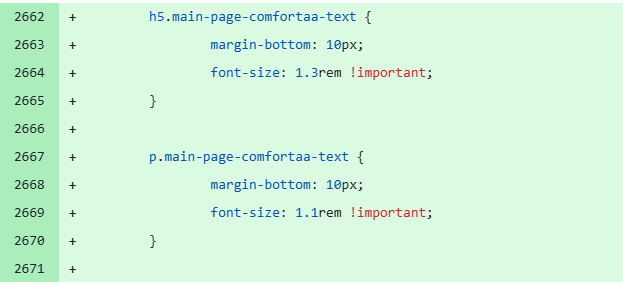 2662 + h5.main-page-comfortaa-text {
2663 + margin-bottom: 10px;
2664 + font-size: 1.3rem !important;
2665 + }
2666 +
2667 + p.main-page-comfortaa-text {
2668 + margin-bottom: 10px;
2669 + font-size: 1.1rem !important;
2670 + }
2671 +